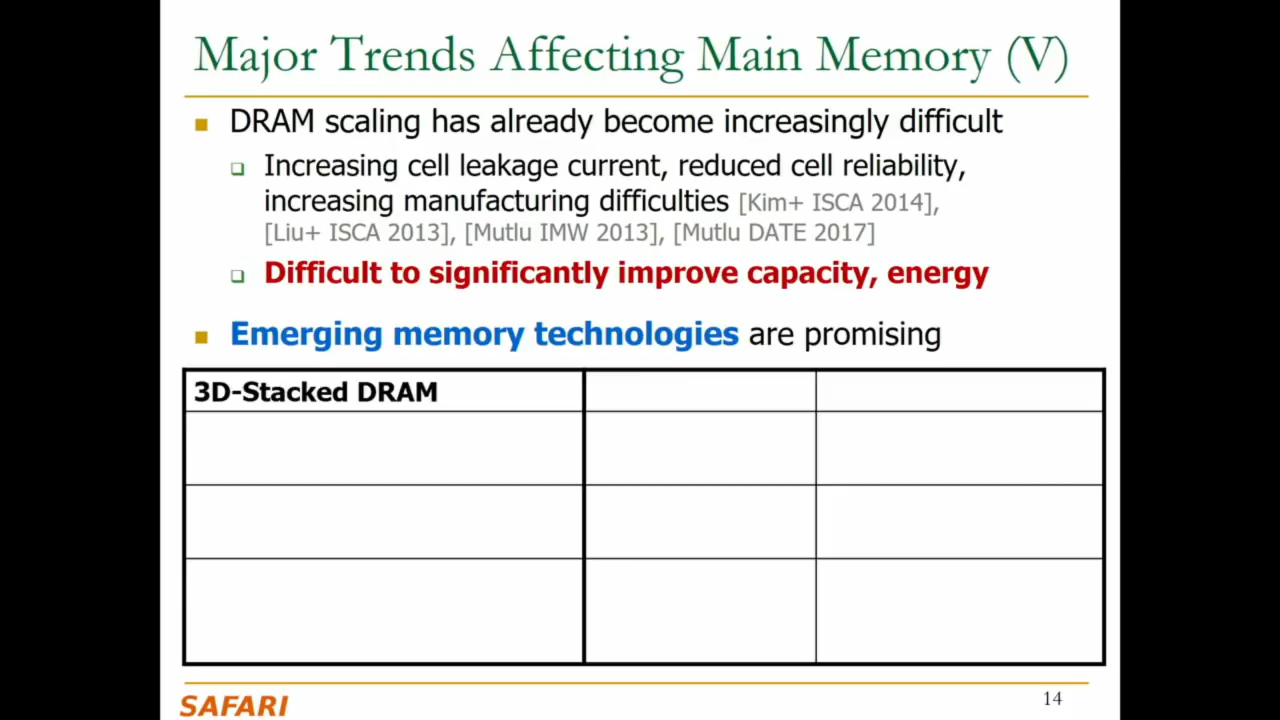 Major Trends Affecting Main Memory (V)
DRAM scaling has already become increasingly difficult
Increasing cell leakage current, reduced cell reliability,
increasing manufacturing difficulties [Kim+ ISCA 2014],
[Liu+ ISCA 2013], [Mutlu IMW 2013], [Mutlu DATE 2017]
Difficult to significantly improve capacity, energy
Emerging memory technologies are promising
3D-Stacked DRAM
SAFARI
14